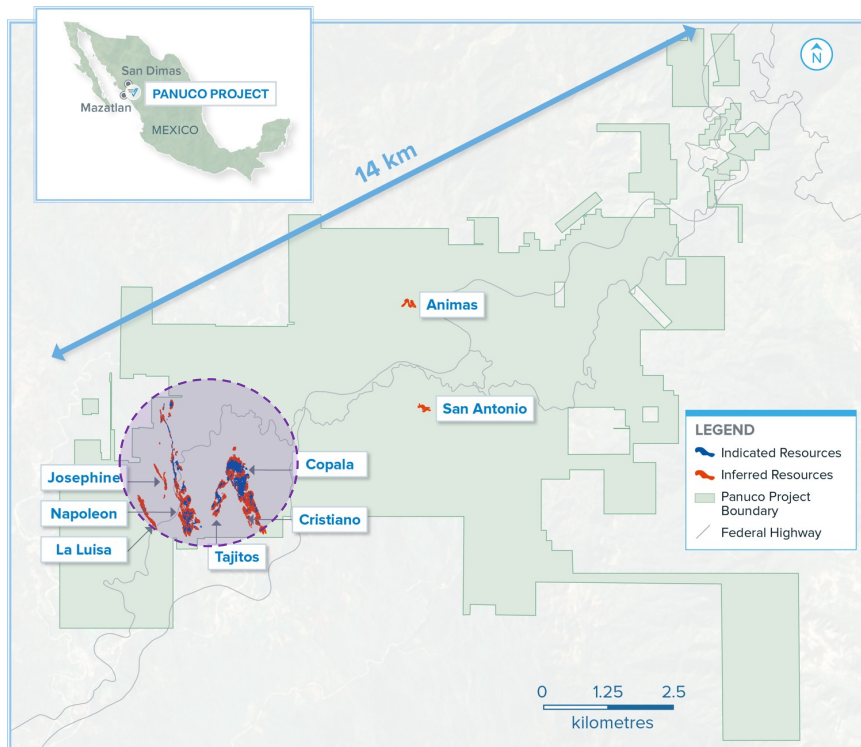 San Dimas
PANUCO PROJECT
Mazatlan
MEXICO
N
14 km
Animas
San Antonio
Josephine
Copala
Napoleon
Cristiano
La Luisa
Tajitos
LEGEND
Indicated Resources
Inferred Resources
Panuco Project
Boundary
Federal Highway
0 1.25 2.5
kilometres